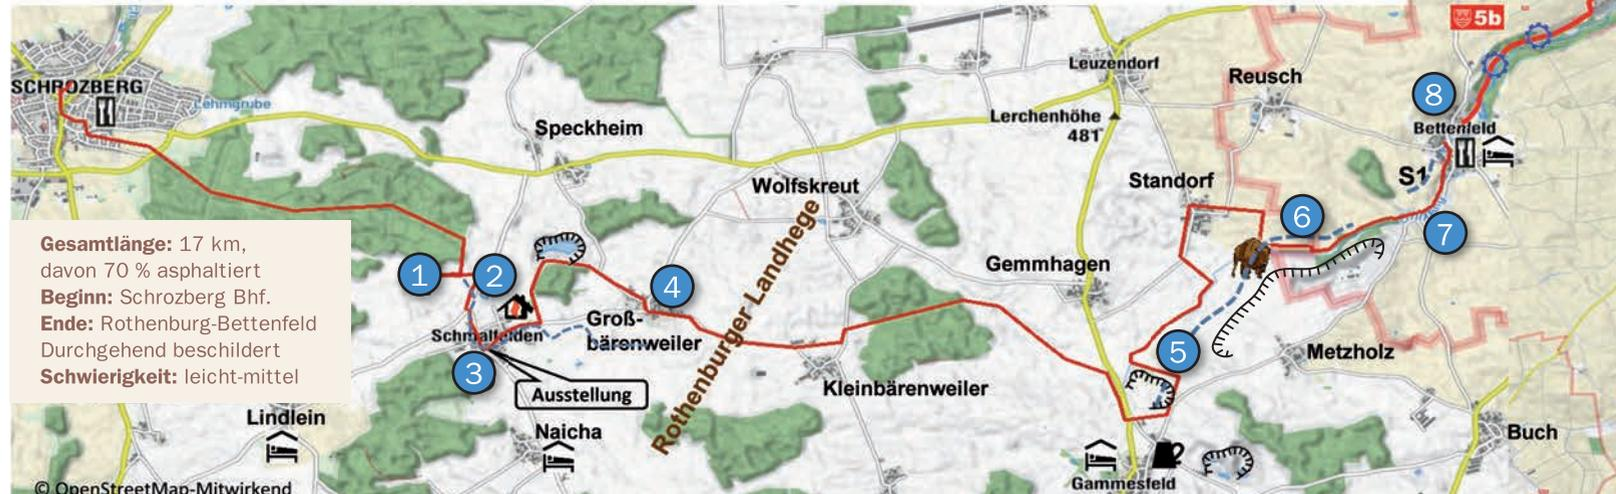 5b
SCHROZBERG
Lehmgrube
Speckheim
Leuzendorf
Reusch
8
Lerchenhöhe
481
Bettenfeld
Wolfskreut
Standorf
S1
6
7
Gesamtlänge: 17 km,
davon 70 % asphaltiert
Beginn: Schrozberg Bhf.
Ende: Rothenburg-Bettenfeld
Durchgehend beschildert
Schwierigkeit: leicht-mittel
1
2
4
Gemmhagen
Rothenburger Landhege
Schmalfelden
Groß-
bärenweiler
3
5
Metzholz
Ausstellung
Kleinbärenweiler
Lindlein
Naicha
Buch
Gammesfeld
© OpenStreetMap-Mitwirkend